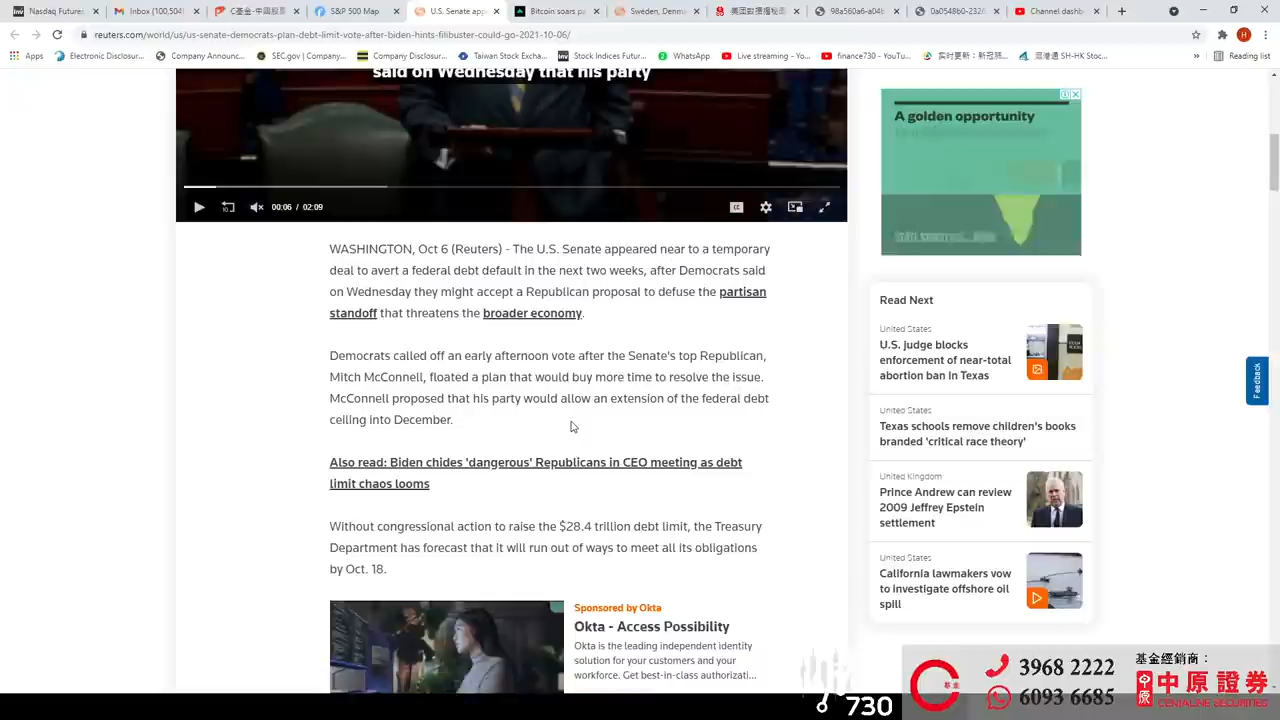 Nasdaq Futures
Imon (100,504)
C基金-中國股票
S&P 500 Map
U.S. Senate app
Bitcoin soars pa
Sweden, Denm
美团数据揭秘
98a560a6-a04b
0a0548b0-2326
Channel dashb
reuters.com/world/us/us-senate-democrats-plan-debt-limit-vote-after-biden-hints-filibuster-could-go-2021-10-06/
Apps
Electronic Disclosur...
Company Announc...
SEC.gov | Company...
Company Disclosur...
Taiwan Stock Excha...
Stock Indices Futur...
WhatsApp
Live streaming - Yo...
finance730 - YouTu...
SH-HK Stoc...
»
Reading list
said on Wednesday that his party
00:06 / 02:09
WASHINGTON, Oct 6 (Reuters) - The U.S. Senate appeared near to a temporary
deal to avert a federal debt default in the next two weeks, after Democrats said
on Wednesday they might accept a Republican proposal to defuse the partisan
standoff that threatens the broader economy.
Democrats called off an early afternoon vote after the Senate's top Republican,
Mitch McConnell, floated a plan that would buy more time to resolve the issue.
McConnell proposed that his party would allow an extension of the federal debt
ceiling into December.
Also read: Biden chides 'dangerous' Republicans in CEO meeting as debt
limit chaos looms
Without congressional action to raise the $28.4 trillion debt limit, the Treasury
Department has forecast that it will run out of ways to meet all its obligations
by Oct. 18.
Sponsored by Okta
Okta - Access Possibility
Okta is the leading independent identity
solution for your customers and your
workforce. Get best-in-class authorizati...
A golden opportunity
Read Next
United States
U.S. judge blocks
enforcement of near-total
abortion ban in Texas
United States
Texas schools remove children's books
branded 'critical race theory'
United Kingdom
Prince Andrew can review
2009 Jeffrey Epstein
settlement
United States
California lawmakers vow
to investigate offshore oil
spill
Feedback
730
基金
3968 2222
6093 6685
基金經銷商：
中原證券
CENTALINE SECURITIES